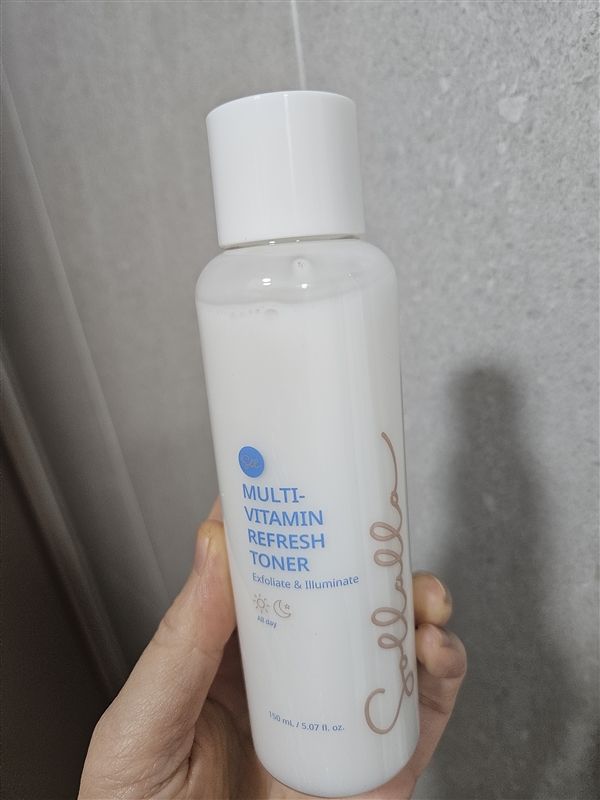 MULTI-
VITAMIN
REFRESH
TONER
Exfoliate & Illuminate
All day
150 mL / 5.07 fl. oz.